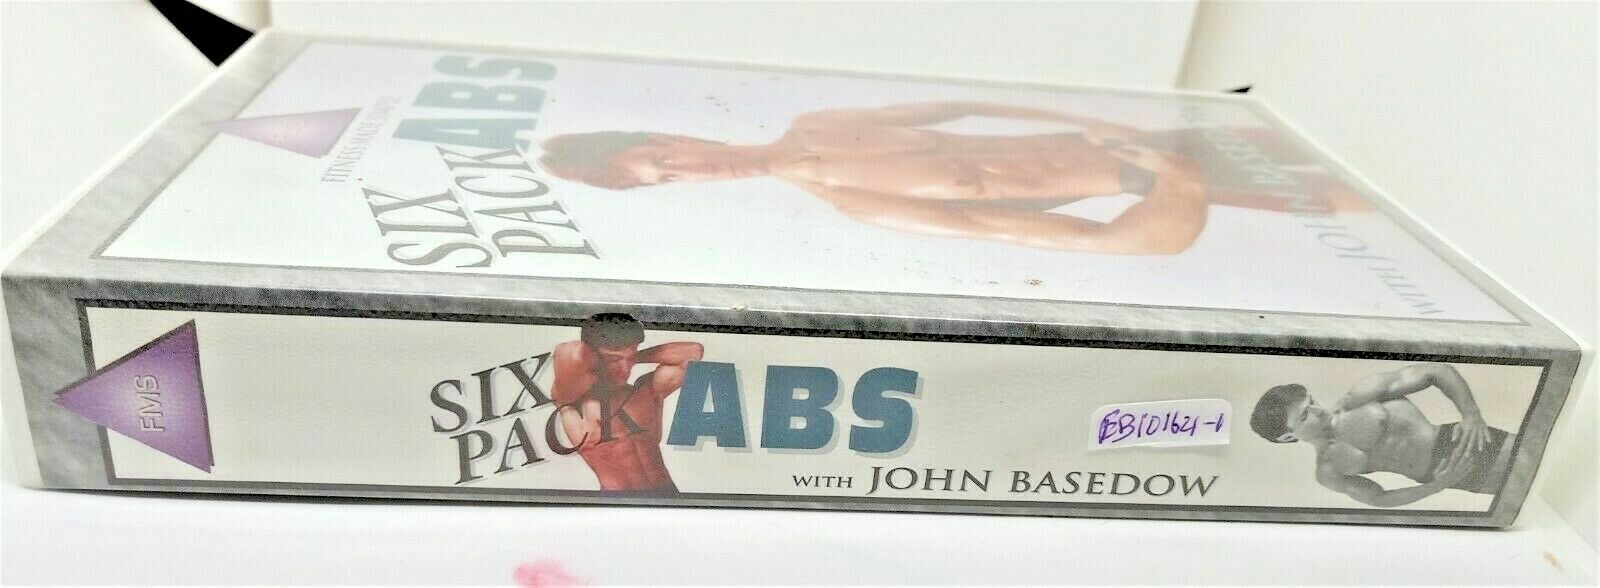 FITNESS MADE SIMPLE
SIX
PACK
ABS
WITH JOHN BASEDOW
FMS
SIX
PACK
ABS
WITH JOHN BASEDOW
EB101621-1